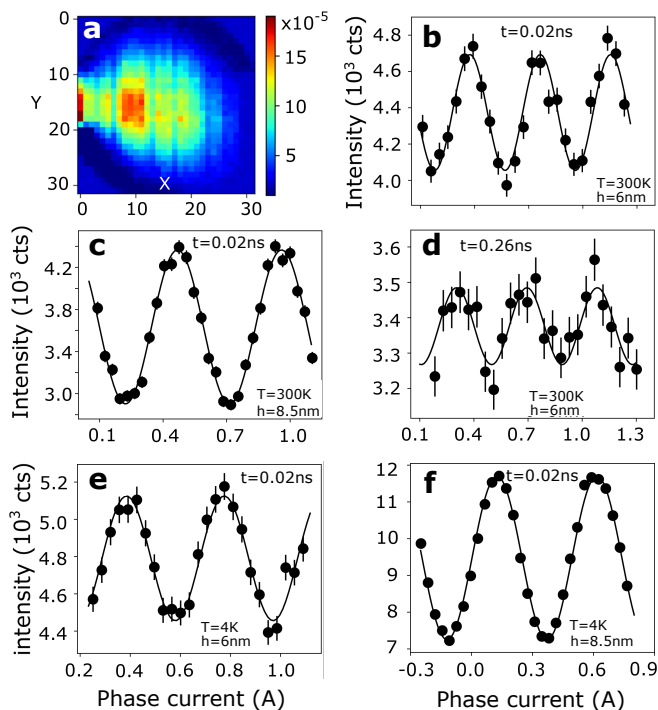 a
x10⁻⁵
0
10
20
30
Y
X
0 10 20 30
15
10
5
b
t=0.02ns
Intensity (10³ cts)
4.8
4.6
4.4
4.2
4.0
T=300K
h=6nm
c
t=0.02ns
Intensity (10³ cts)
4.2
3.8
3.4
3.0
T=300K
h=8.5nm
0.1 0.4 0.7 1.0
d
t=0.26ns
3.6
3.5
3.4
3.3
3.2
T=300K
h=6nm
0.1 0.4 0.7 1.0 1.3
e
t=0.02ns
intensity (10³ cts)
5.2
5.0
4.8
4.6
4.4
T=4K
h=6nm
0.2 0.4 0.6 0.8 1.0
Phase current (A)
f
t=0.02ns
12
11
10
9
8
7
T=4K
h=8.5nm
-0.3 0.0 0.3 0.6 0.9
Phase current (A)